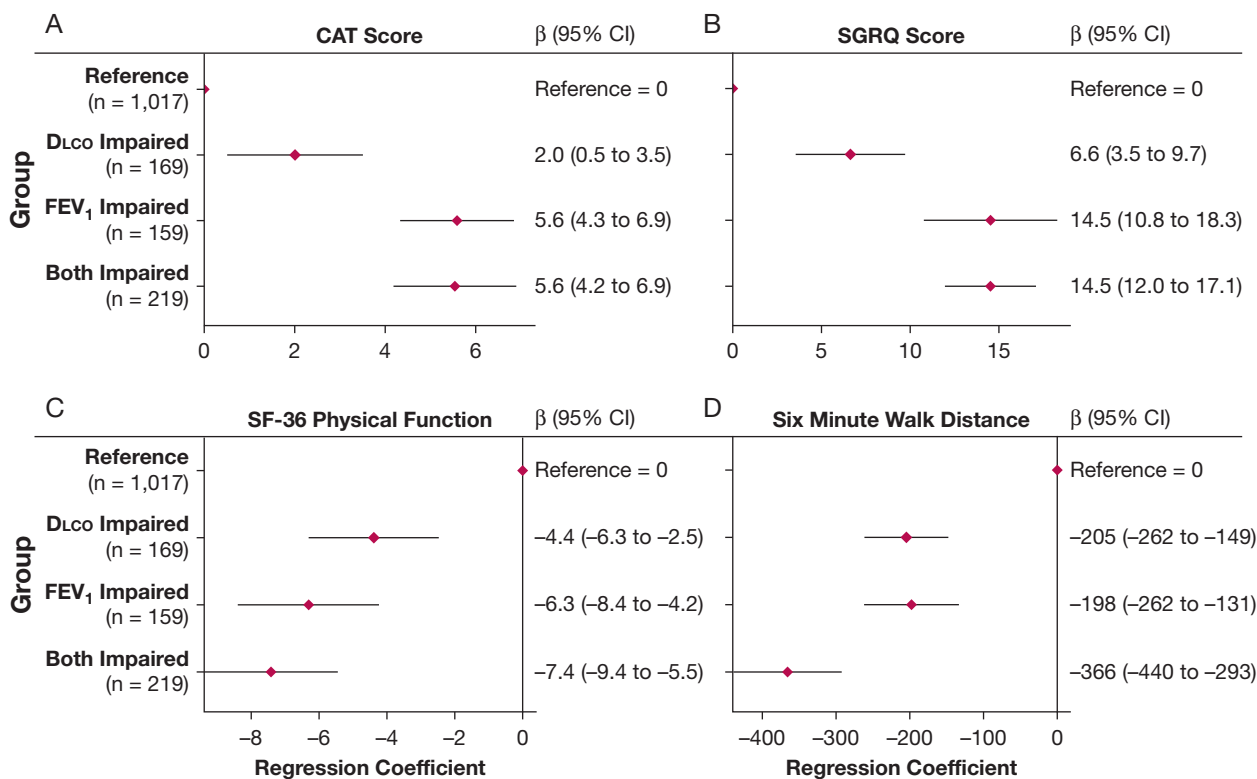 A
CAT Score
β (95% CI)
Reference
(n = 1,017)
Reference = 0
DLCO Impaired
(n = 169)
2.0 (0.5 to 3.5)
FEV1 Impaired
(n = 159)
5.6 (4.3 to 6.9)
Both Impaired
(n = 219)
5.6 (4.2 to 6.9)
Group
0 2 4 6
B
SGRQ Score
β (95% CI)
Reference = 0
6.6 (3.5 to 9.7)
14.5 (10.8 to 18.3)
14.5 (12.0 to 17.1)
0 5 10 15
C
SF-36 Physical Function
β (95% CI)
Reference
(n = 1,017)
Reference = 0
DLCO Impaired
(n = 169)
–4.4 (–6.3 to –2.5)
FEV1 Impaired
(n = 159)
–6.3 (–8.4 to –4.2)
Both Impaired
(n = 219)
–7.4 (–9.4 to –5.5)
Group
–8 –6 –4 –2 0
Regression Coefficient
D
Six Minute Walk Distance
β (95% CI)
Reference = 0
–205 (–262 to –149)
–198 (–262 to –131)
–366 (–440 to –293)
–400 –300 –200 –100 0
Regression Coefficient